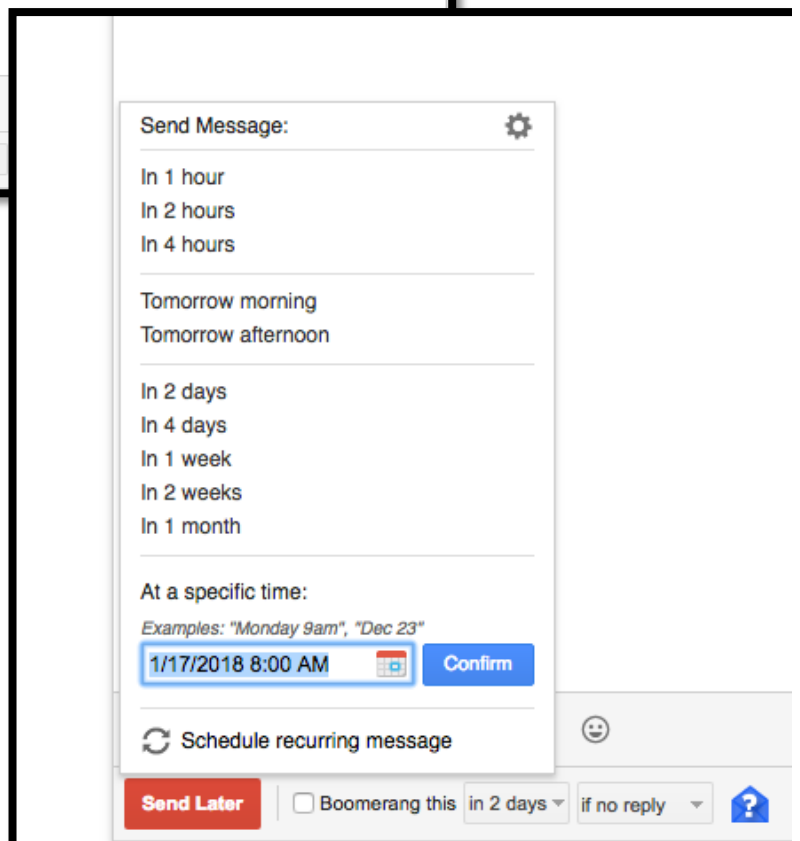 Send Message:
In 1 hour
In 2 hours
In 4 hours
Tomorrow morning
Tomorrow afternoon
In 2 days
In 4 days
In 1 week
In 2 weeks
In 1 month
At a specific time:
Examples: "Monday 9am", "Dec 23"
1/17/2018 8:00 AM Confirm
Schedule recurring message
Send Later Boomerang this in 2 days if no reply ?